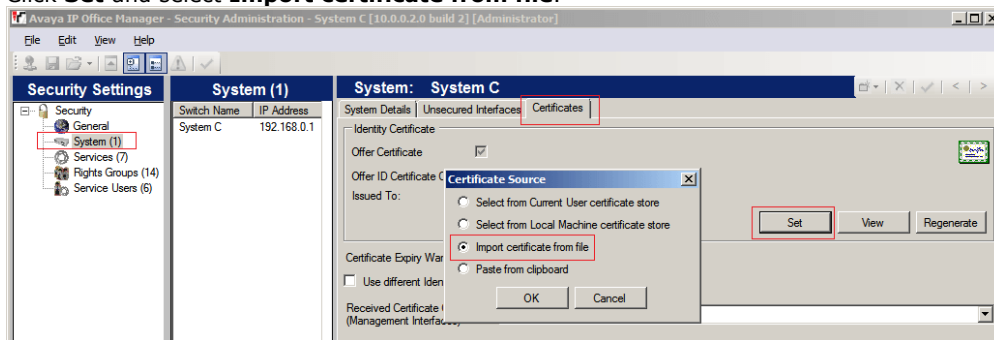 Click Set and select Import certificate from file.
Avaya IP Office Manager - Security Administration - System C [10.0.0.2.0 build 2] [Administrator]
File Edit View Help
Security Settings
System (1)
System: System C
Security
General
System (1)
Services (7)
Rights Groups (14)
Service Users (6)
Switch Name IP Address
System C 192.168.0.1
System Details Unsecured Interfaces Certificates
Identity Certificate
Offer Certificate
Offer ID Certificate
Issued To:
Set View Regenerate
Certificate Expiry
Use different
Received Certificate
(Management
Certificate Source
Select from Current User certificate store
Select from Local Machine certificate store
Import certificate from file
Paste from clipboard
OK Cancel